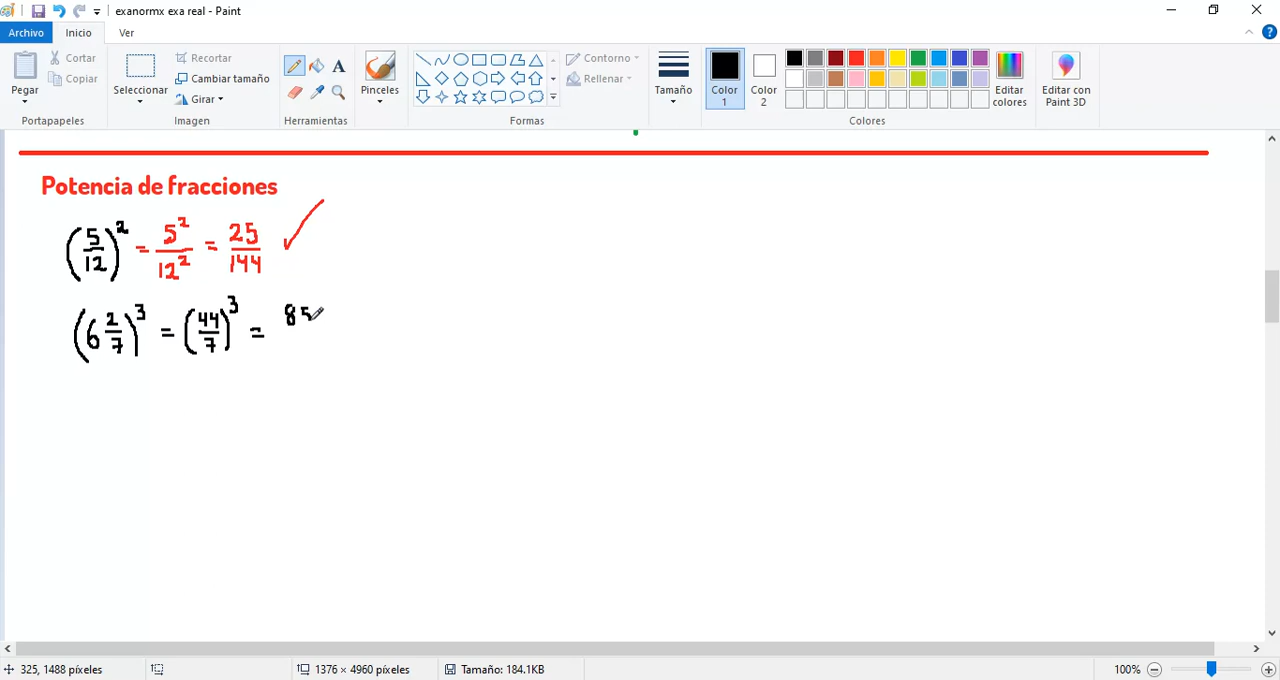 exanormx exa real - Paint
Archivo Inicio Ver
Pegar
Cortar
Copiar
Portapapeles
Seleccionar
Recortar
Cambiar tamaño
Girar
Imagen
A
Herramientas
Pinceles
Contorno
Rellenar
Formas
Tamaño
Color 1
Color 2
Editar colores
Editar con Paint 3D
Colores
Potencia de fracciones
(5/12)² = 5²/12² = 25/144 ✓
(6 2/7)³ = (44/7)³ = 85
325, 1488 píxeles
1376 × 4960 píxeles
Tamaño: 184.1KB
100%